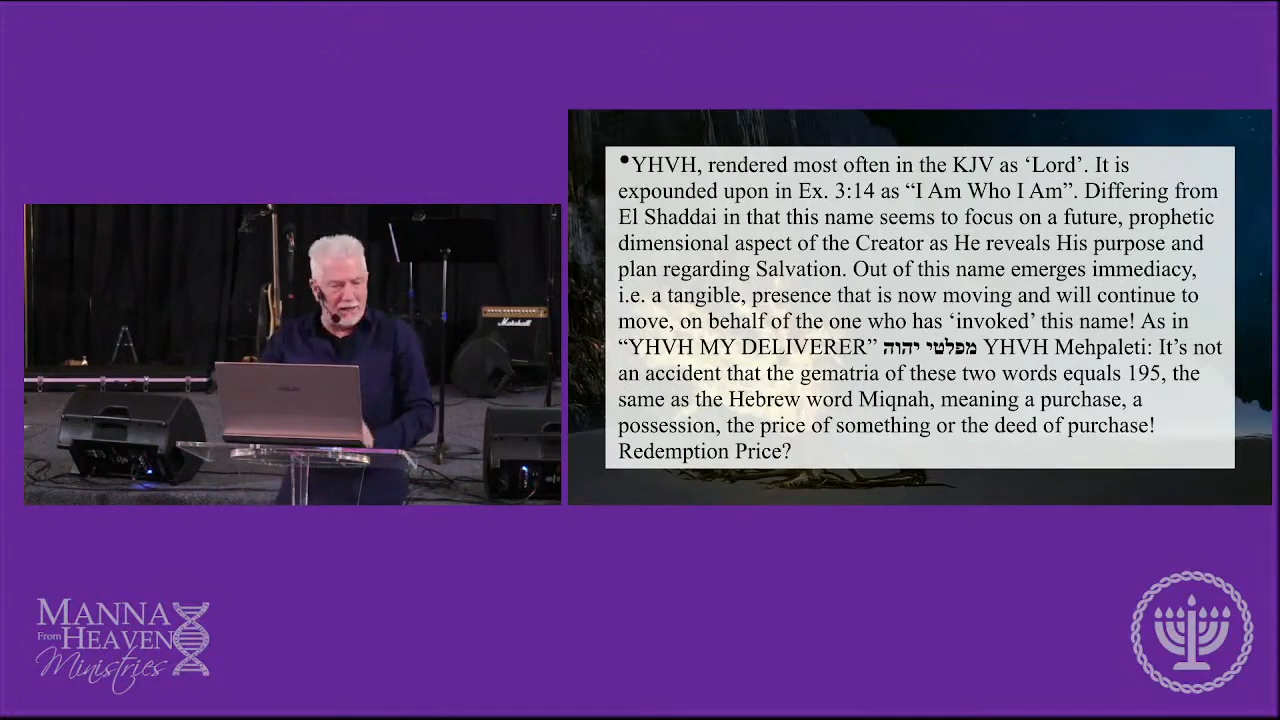 •YHVH, rendered most often in the KJV as ‘Lord’. It is
expounded upon in Ex. 3:14 as “I Am Who I Am”. Differing from
El Shaddai in that this name seems to focus on a future, prophetic
dimensional aspect of the Creator as He reveals His purpose and
plan regarding Salvation. Out of this name emerges immediacy,
i.e. a tangible, presence that is now moving and will continue to
move, on behalf of the one who has ‘invoked’ this name! As in
“YHVH MY DELIVERER” מפלטי יהוה YHVH Mehpaleti: It’s not
an accident that the gematria of these two words equals 195, the
same as the Hebrew word Miqnah, meaning a purchase, a
possession, the price of something or the deed of purchase!
Redemption Price?
Marshall
ASUS
MANNA
From HEAVEN
Ministries